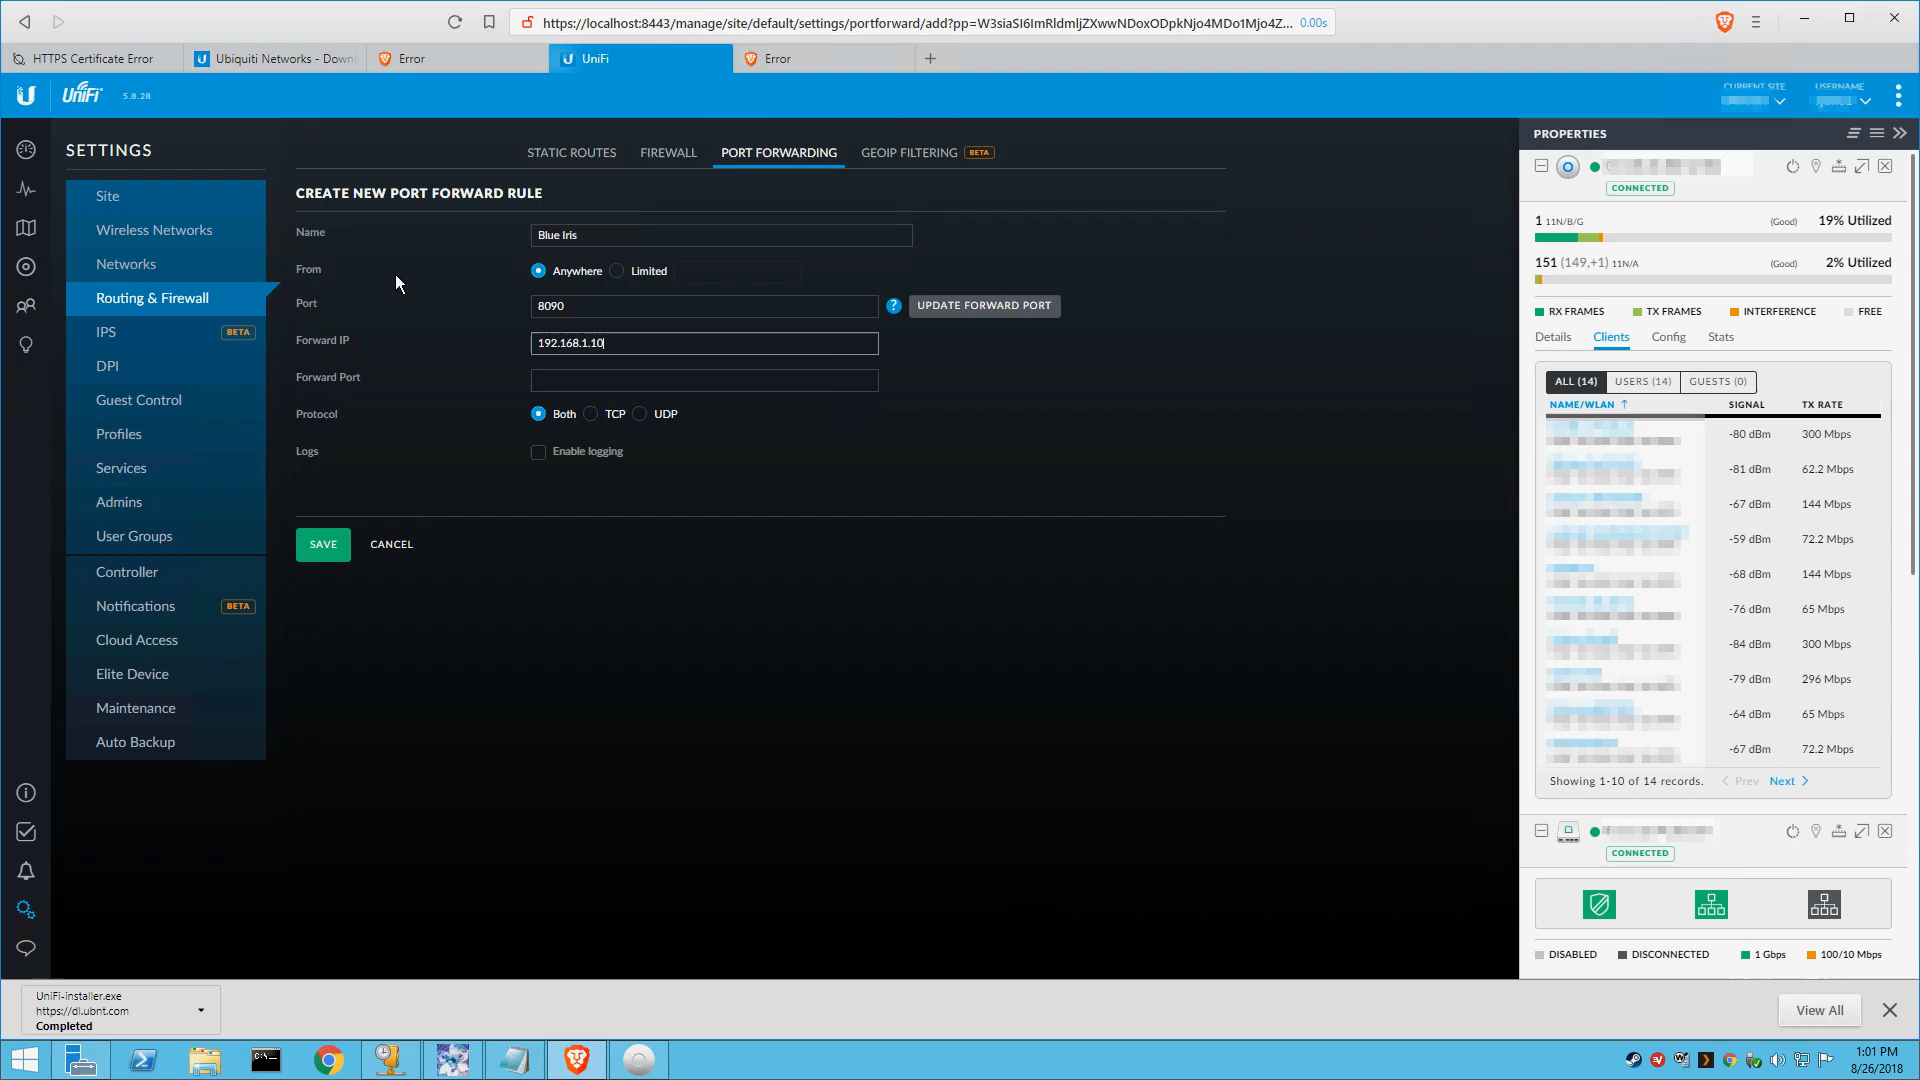 https://localhost:8443/manage/site/default/settings/portforward/add?pp=W3siaSI6ImRldmljZXwwNDoxODpkNjo4MDo1Mjo4Z... 0.00s
HTTPS Certificate Error
Ubiquiti Networks - Downl
Error
UniFi
Error
UniFi 5.8.28
CURRENT SITE
USERNAME
SETTINGS
Site
Wireless Networks
Networks
Routing & Firewall
IPS BETA
DPI
Guest Control
Profiles
Services
Admins
User Groups
Controller
Notifications BETA
Cloud Access
Elite Device
Maintenance
Auto Backup
STATIC ROUTES FIREWALL PORT FORWARDING GEOIP FILTERING BETA
CREATE NEW PORT FORWARD RULE
Name Blue Iris
From Anywhere Limited
Port 8090 ? UPDATE FORWARD PORT
Forward IP 192.168.1.10
Forward Port
Protocol Both TCP UDP
Logs Enable logging
SAVE CANCEL
PROPERTIES
CONNECTED
1 11N/B/G (Good) 19% Utilized
151 (149,+1) 11N/A (Good) 2% Utilized
RX FRAMES TX FRAMES INTERFERENCE FREE
Details Clients Config Stats
ALL (14) USERS (14) GUESTS (0)
NAME/WLAN ↑ SIGNAL TX RATE
-80 dBm 300 Mbps
-81 dBm 62.2 Mbps
-67 dBm 144 Mbps
-59 dBm 72.2 Mbps
-68 dBm 144 Mbps
-76 dBm 65 Mbps
-84 dBm 300 Mbps
-79 dBm 296 Mbps
-64 dBm 65 Mbps
-67 dBm 72.2 Mbps
Showing 1-10 of 14 records. Prev Next
CONNECTED
DISABLED DISCONNECTED 1 Gbps 100/10 Mbps
UniFi-installer.exe
https://dl.ubnt.com
Completed
View All
1:01 PM
8/26/2018